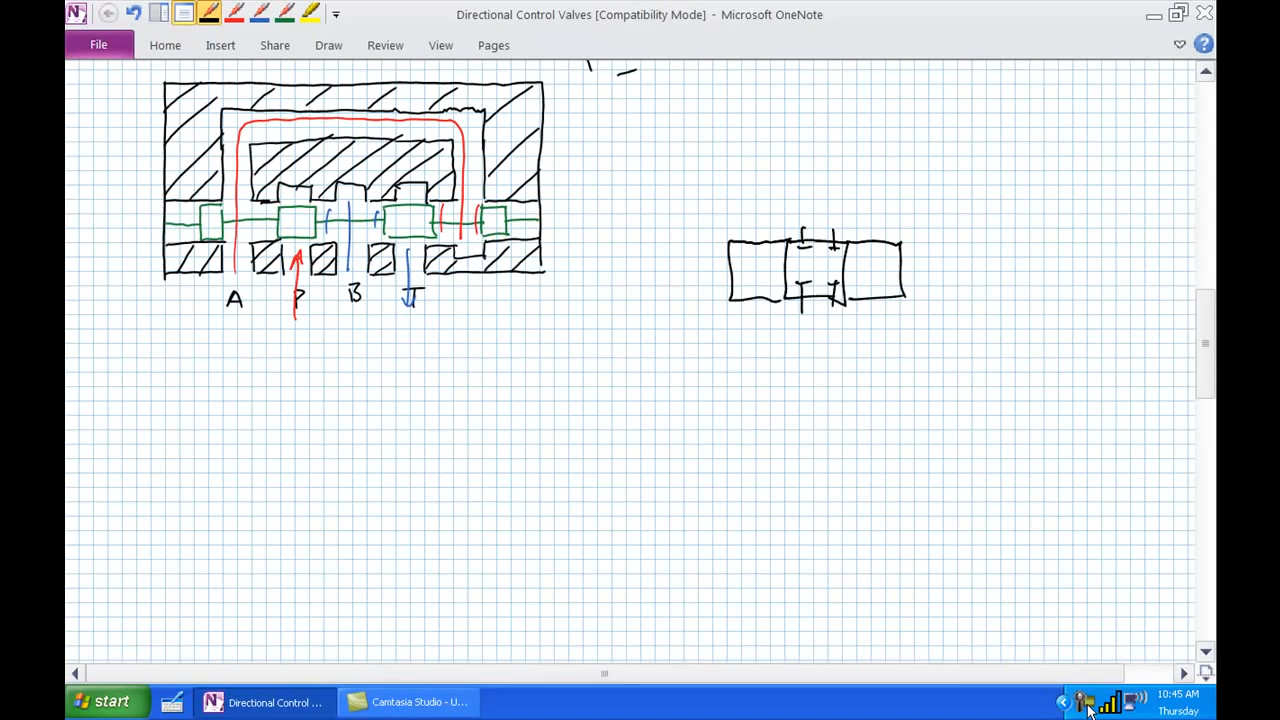 Directional Control Valves [Compatibility Mode] - Microsoft OneNote
File Home Insert Share Draw Review View Pages
A P B T
start Directional Control ... Camtasia Studio - U... 10:45 AM
Thursday